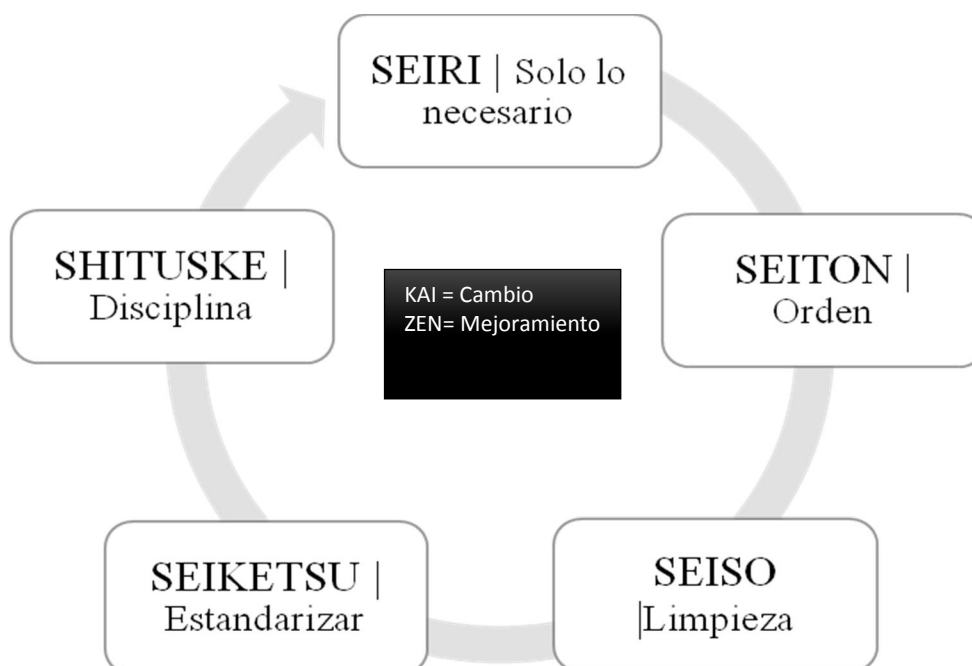 SEIRI | Solo lo
necesario
SEITON |
Orden
SEISO
|Limpieza
SEIKETSU |
Estandarizar
SHITUSKE |
Disciplina
KAI = Cambio
ZEN= Mejoramiento